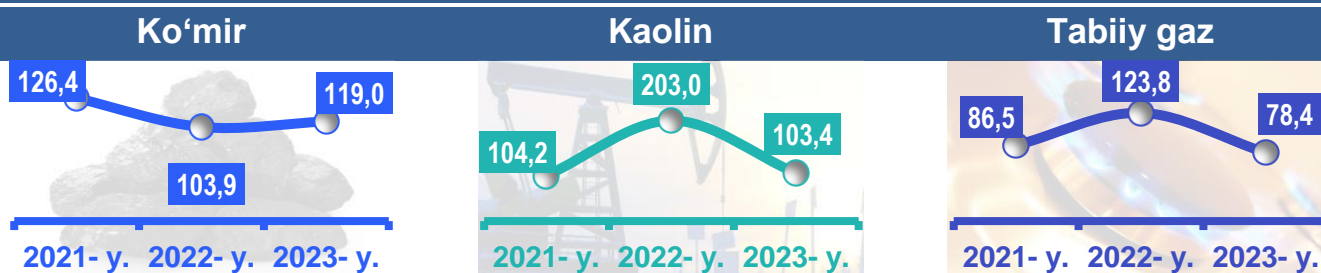 Ko‘mir
126,4
103,9
119,0
2021- y. 2022- y. 2023- y.
Kaolin
104,2
203,0
103,4
2021- y. 2022- y. 2023- y.
Tabiiy gaz
86,5
123,8
78,4
2021- y. 2022- y. 2023- y.